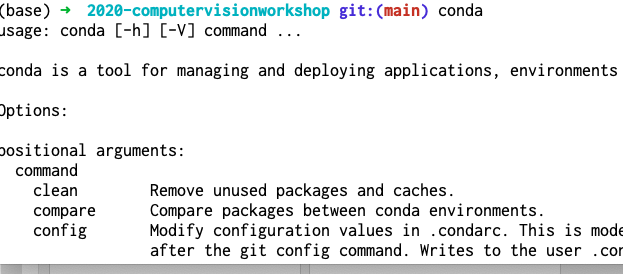 (base) → 2020-computervisionworkshop git:(main) conda
usage: conda [-h] [-V] command ...
conda is a tool for managing and deploying applications, environments
Options:
positional arguments:
command
clean Remove unused packages and caches.
compare Compare packages between conda environments.
config Modify configuration values in .condarc. This is mode
after the git config command. Writes to the user .con